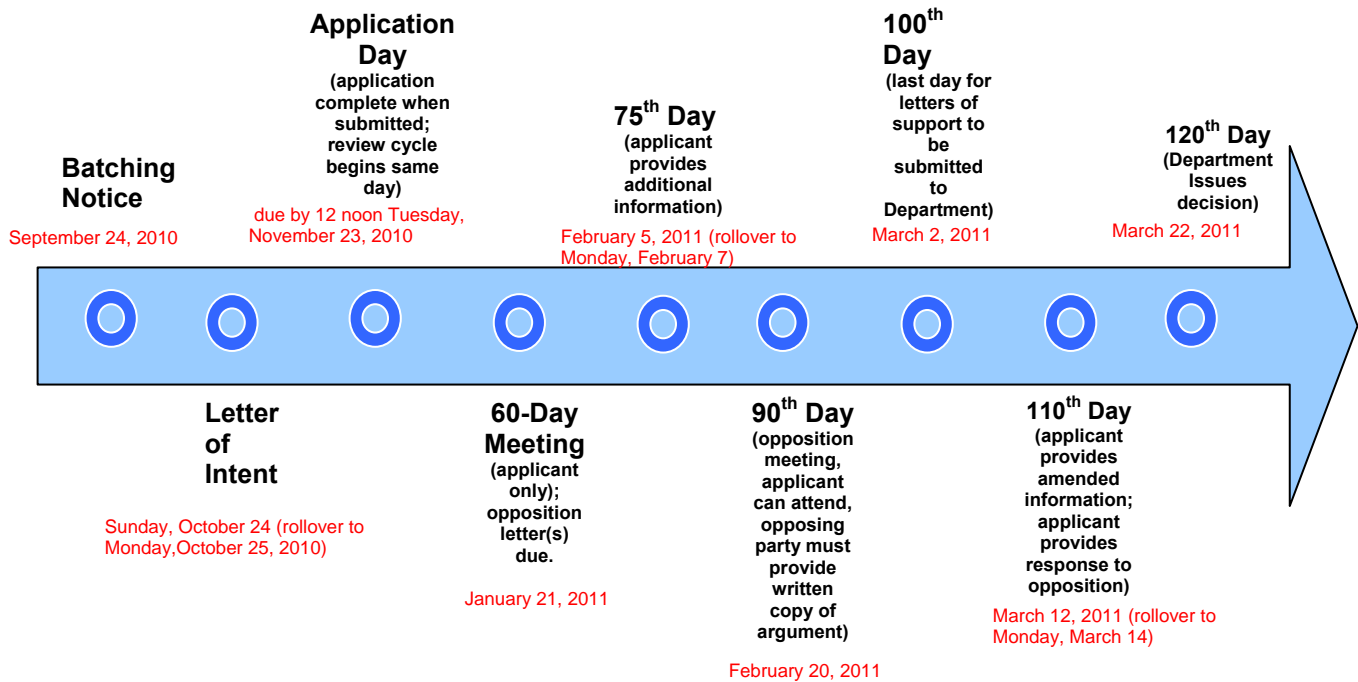 Batching
Notice
September 24, 2010
Application
Day
(application
complete when
submitted;
review cycle
begins same
day)
due by 12 noon Tuesday,
November 23, 2010
75th Day
(applicant
provides
additional
information)
February 5, 2011 (rollover to
Monday, February 7)
100th
Day
(last day for
letters of
support to
be
submitted
to
Department)
March 2, 2011
120th Day
(Department
Issues
decision)
March 22, 2011
Letter
of
Intent
Sunday, October 24 (rollover to
Monday,October 25, 2010)
60-Day
Meeting
(applicant
only);
opposition
letter(s)
due.
January 21, 2011
90th Day
(opposition
meeting,
applicant
can attend,
opposing
party must
provide
written
copy of
argument)
February 20, 2011
110th Day
(applicant
provides
amended
information;
applicant
provides
response to
opposition)
March 12, 2011 (rollover to
Monday, March 14)